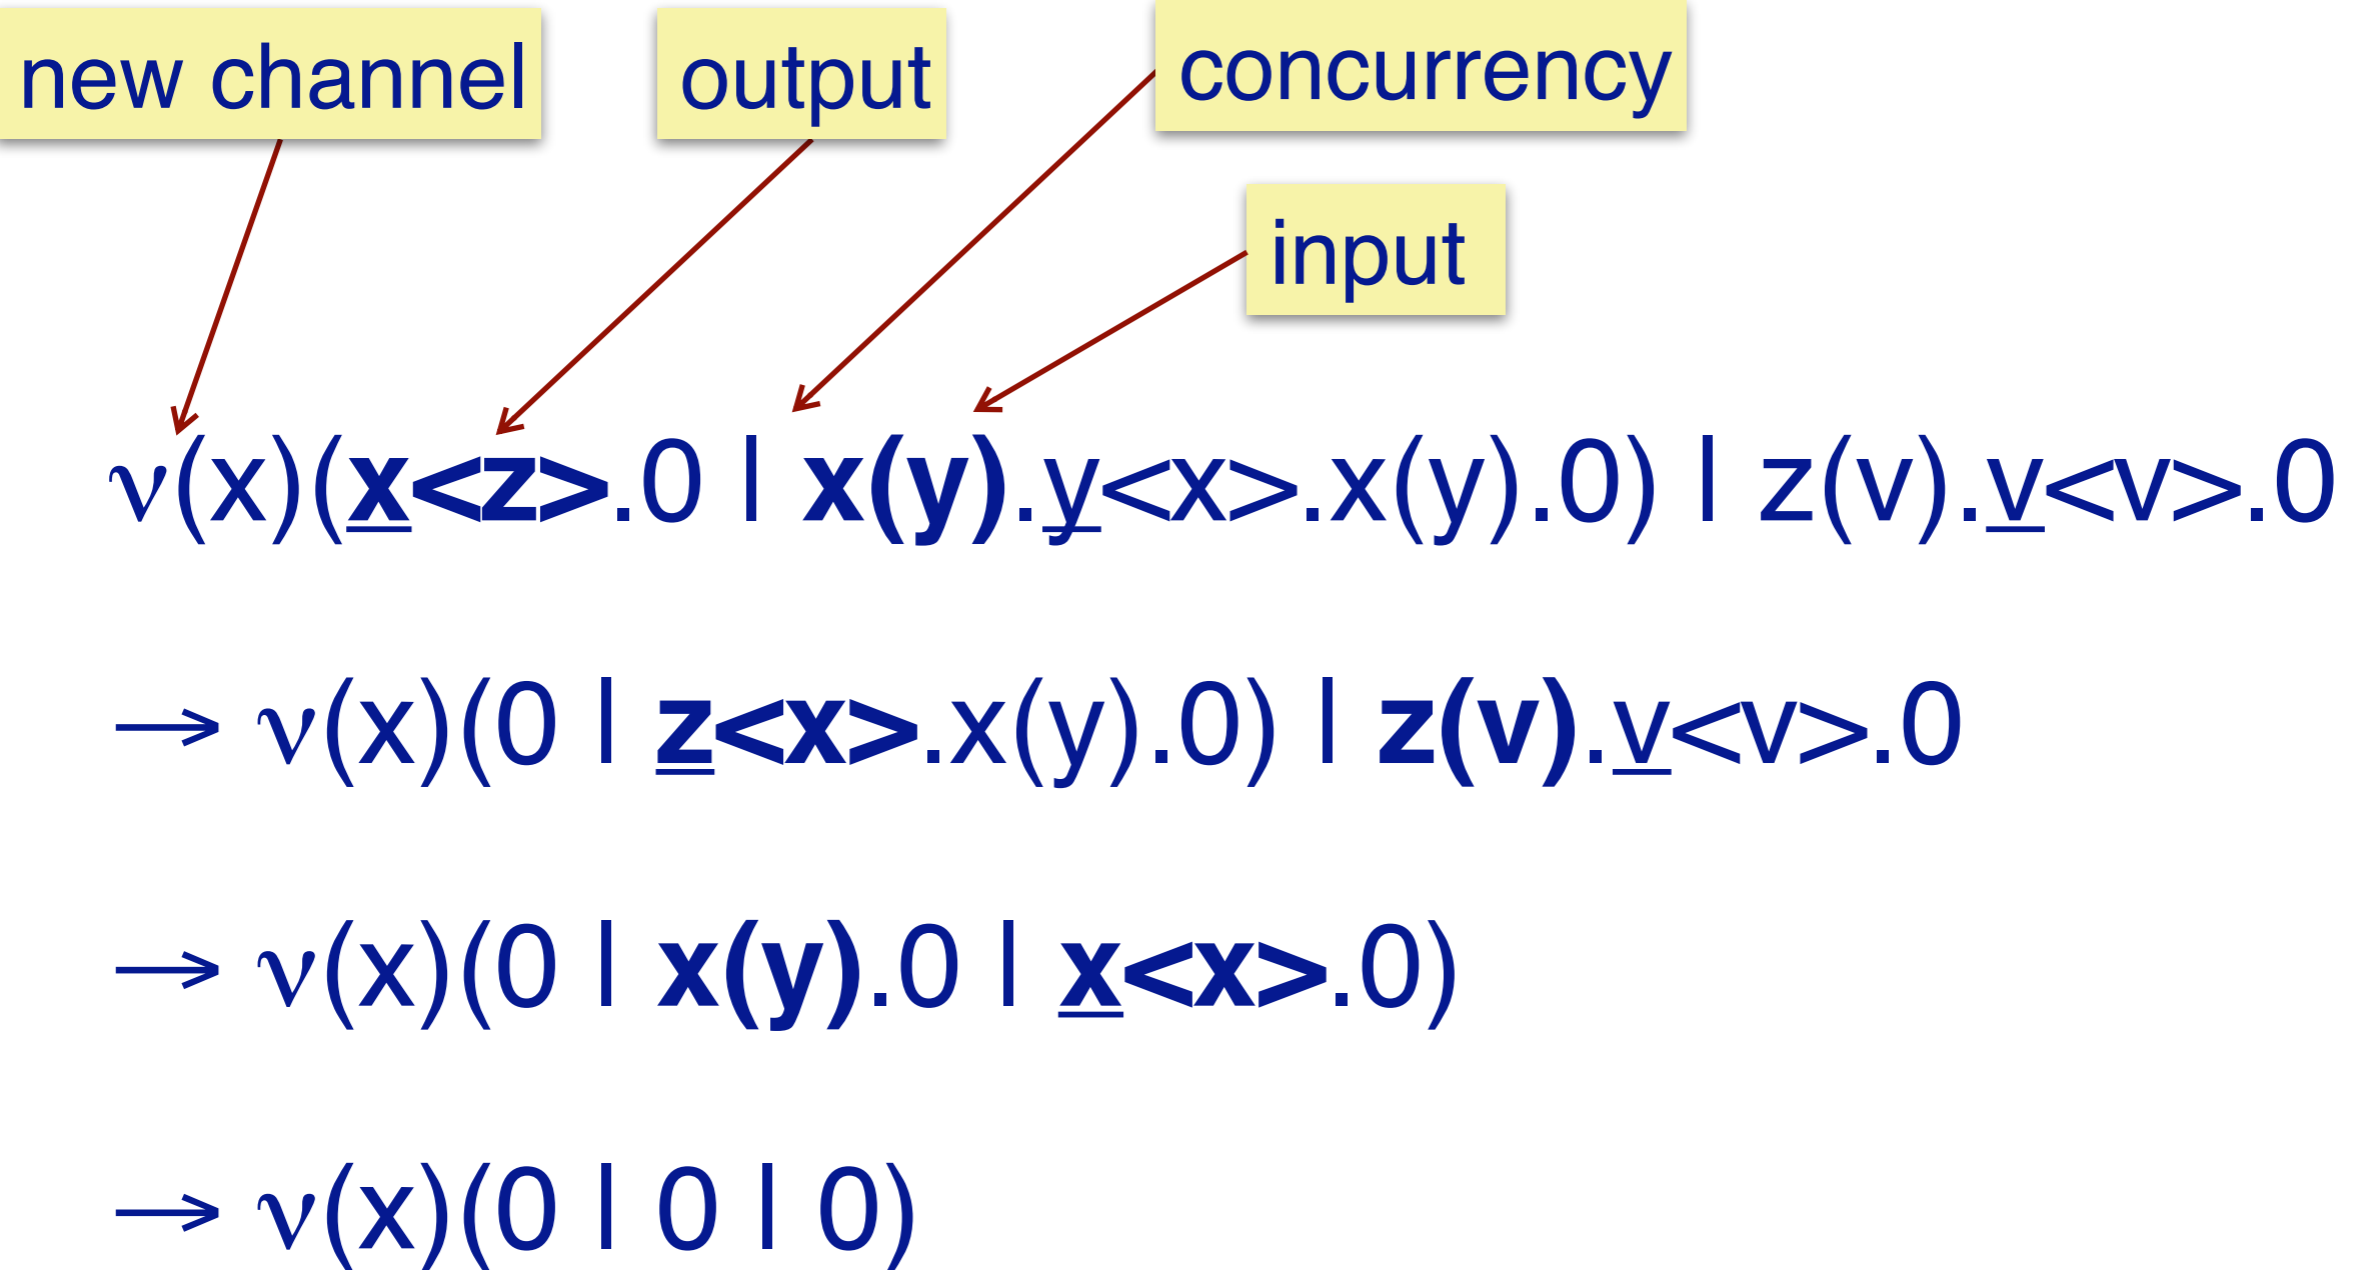 new channel
output
concurrency
input
ν(x)(x<z>.0 | x(y).y<x>.x(y).0) | z(v).v<v>.0
→ ν(x)(0 | z<x>.x(y).0) | z(v).v<v>.0
→ ν(x)(0 | x(y).0 | x<x>.0)
→ ν(x)(0 | 0 | 0)